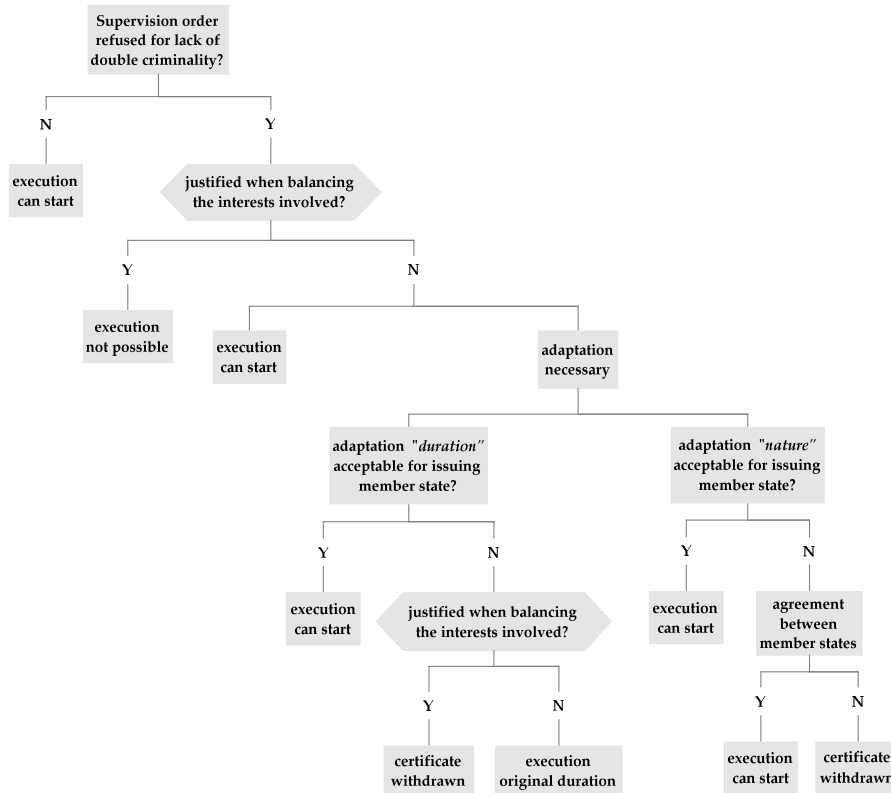 Supervision order
refused for lack of
double criminality?
N
Y
execution
can start
justified when balancing
the interests involved?
Y
N
execution
not possible
execution
can start
adaptation
necessary
adaptation "duration"
acceptable for issuing
member state?
adaptation "nature"
acceptable for issuing
member state?
Y
N
Y
N
execution
can start
justified when balancing
the interests involved?
execution
can start
agreement
between
member states
Y
N
Y
N
certificate
withdrawn
execution
original duration
execution
can start
certificate
withdrawn